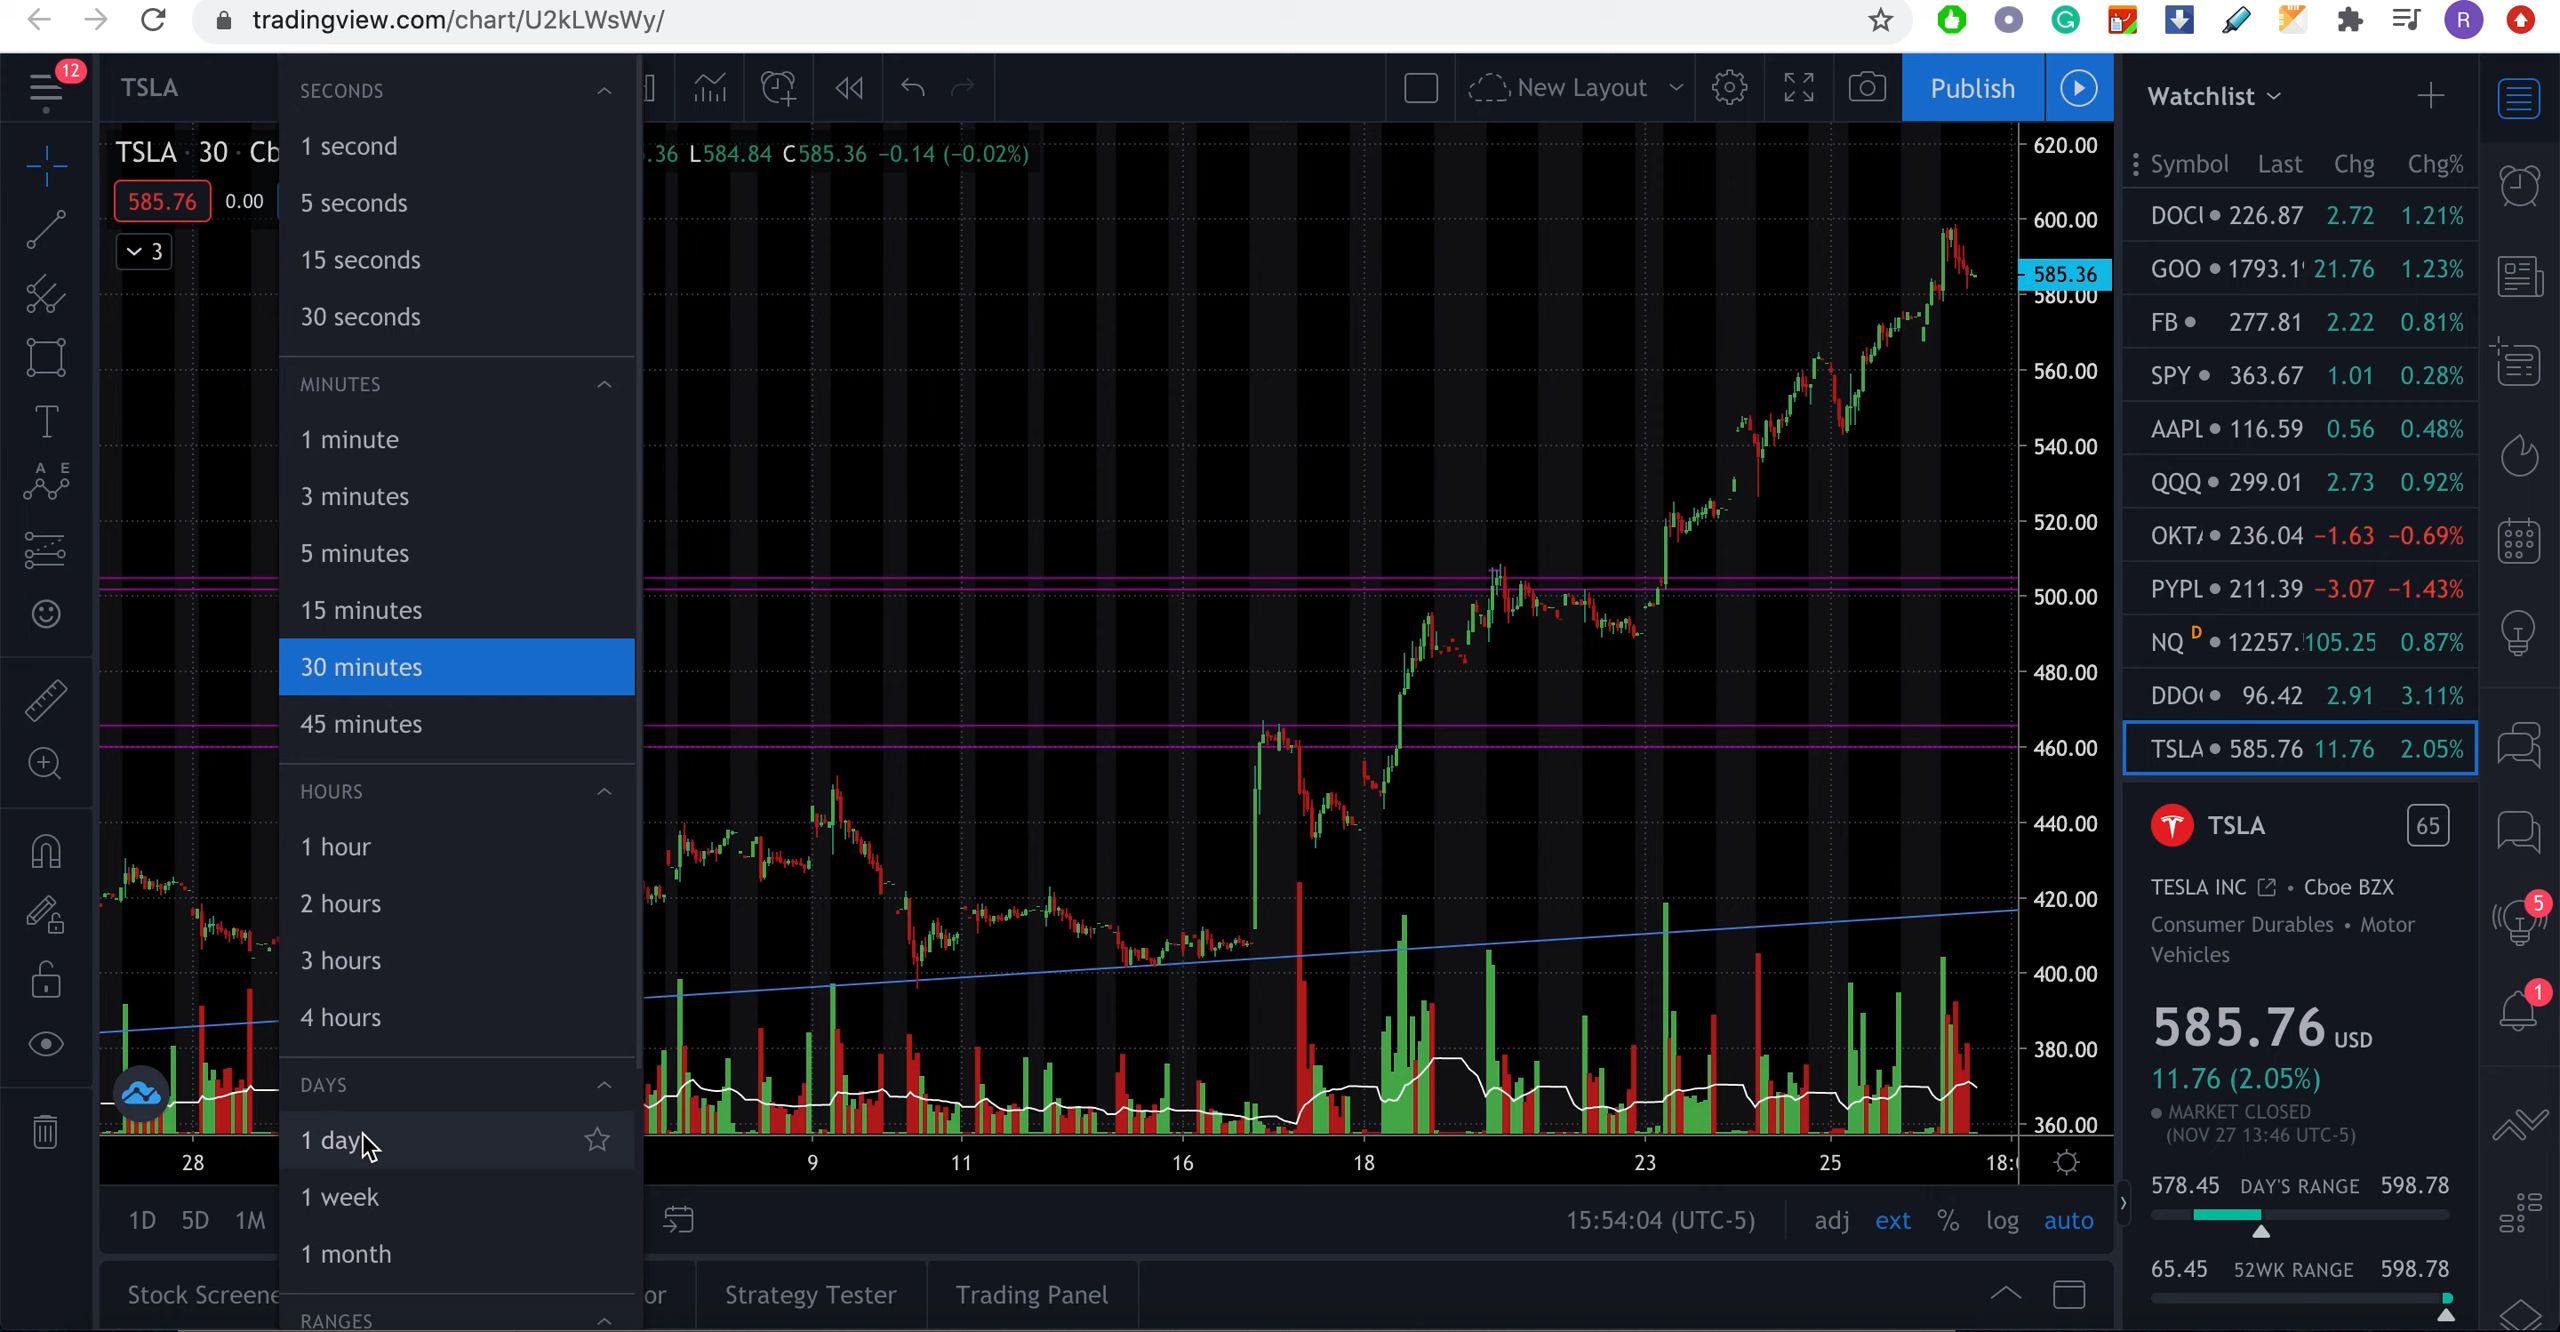 tradingview.com/chart/U2kLWsWy/
R
12
TSLA
New Layout
Publish
Watchlist
TSLA · 30 · Cb
.36 L584.84 C585.36 −0.14 (−0.02%)
585.76 0.00
3
SECONDS
1 second
5 seconds
15 seconds
30 seconds
MINUTES
1 minute
3 minutes
5 minutes
15 minutes
30 minutes
45 minutes
HOURS
1 hour
2 hours
3 hours
4 hours
DAYS
1 day
1 week
1 month
RANGES
T
A E
620.00
600.00
585.36
580.00
560.00
540.00
520.00
500.00
480.00
460.00
440.00
420.00
400.00
380.00
360.00
28 9 11 16 18 23 25 18:
1D 5D 1M
15:54:04 (UTC-5) adj ext % log auto
Stock Screene or Strategy Tester Trading Panel
Symbol Last Chg Chg%
DOCU 226.87 2.72 1.21%
GOO 1793.1 21.76 1.23%
FB 277.81 2.22 0.81%
SPY 363.67 1.01 0.28%
AAPL 116.59 0.56 0.48%
QQQ 299.01 2.73 0.92%
OKTA 236.04 −1.63 −0.69%
PYPL 211.39 −3.07 −1.43%
NQ D 12257. 105.25 0.87%
DDO 96.42 2.91 3.11%
TSLA 585.76 11.76 2.05%
TSLA 65
TESLA INC • Cboe BZX
Consumer Durables • Motor
Vehicles
585.76 USD
11.76 (2.05%)
MARKET CLOSED
(NOV 27 13:46 UTC-5)
578.45 DAY'S RANGE 598.78
65.45 52WK RANGE 598.78
5
1